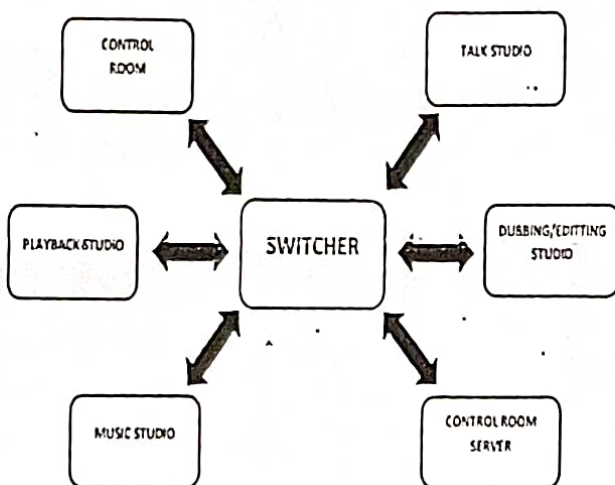 CONTROL
ROOM
TALK STUDIO
PLAYBACK STUDIO
SWITCHER
DUBBING/EDITTING
STUDIO
MUSIC STUDIO
CONTROL ROOM
SERVER